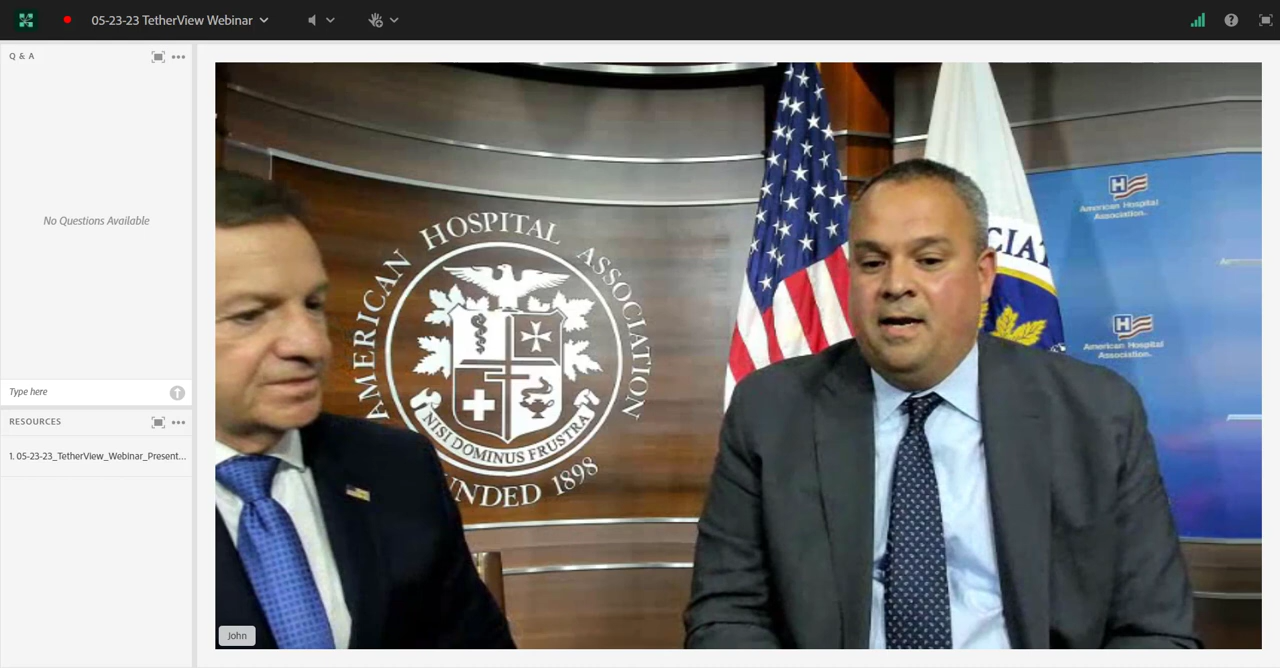 05-23-23 TetherView Webinar
Q & A
No Questions Available
Type here
RESOURCES
1. 05-23-23_TetherView_Webinar_Present...
AMERICAN HOSPITAL ASSOCIATION
NISI DOMINUS FRUSTRA
UNDED 1898
CIA
American Hospital
Association.
American Hospital
Association.
John